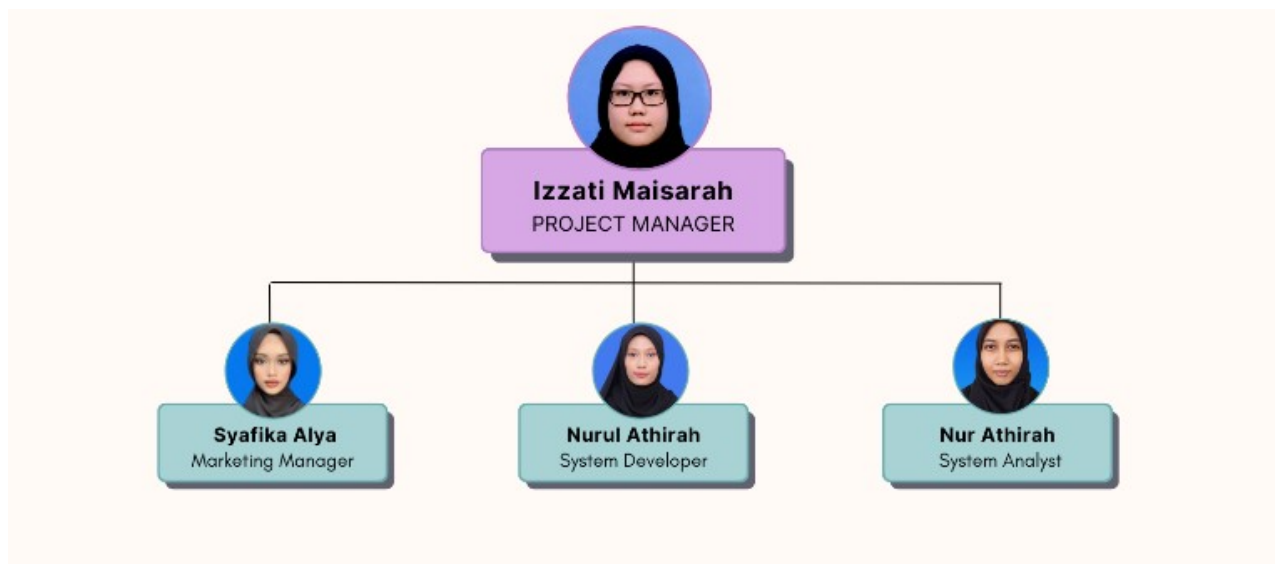 Izzati Maisarah
PROJECT MANAGER
Syafika Alya
Marketing Manager
Nurul Athirah
System Developer
Nur Athirah
System Analyst